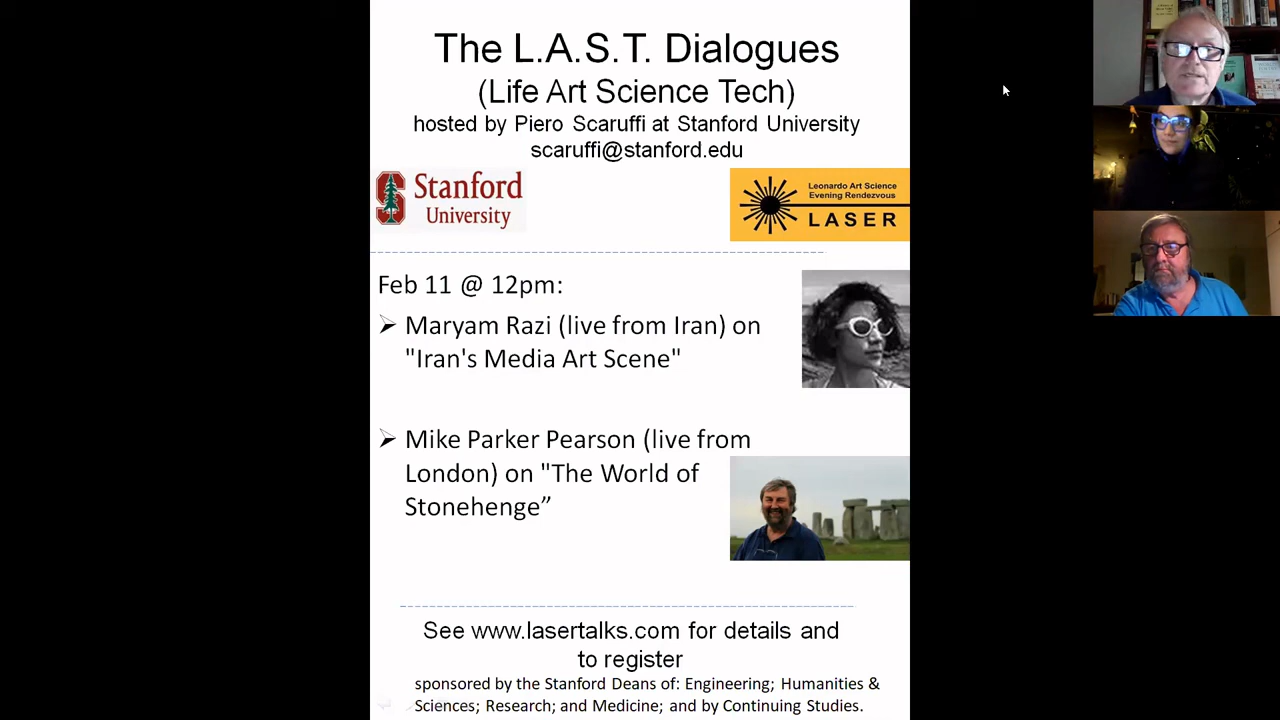 The L.A.S.T. Dialogues
(Life Art Science Tech)
hosted by Piero Scaruffi at Stanford University
scaruffi@stanford.edu
Stanford
University
Leonardo Art Science
Evening Rendezvous
LASER
Feb 11 @ 12pm:
Maryam Razi (live from Iran) on
"Iran's Media Art Scene"
Mike Parker Pearson (live from
London) on "The World of
Stonehenge”
See www.lasertalks.com for details and
to register
sponsored by the Stanford Deans of: Engineering; Humanities &
Sciences; Research; and Medicine; and by Continuing Studies.